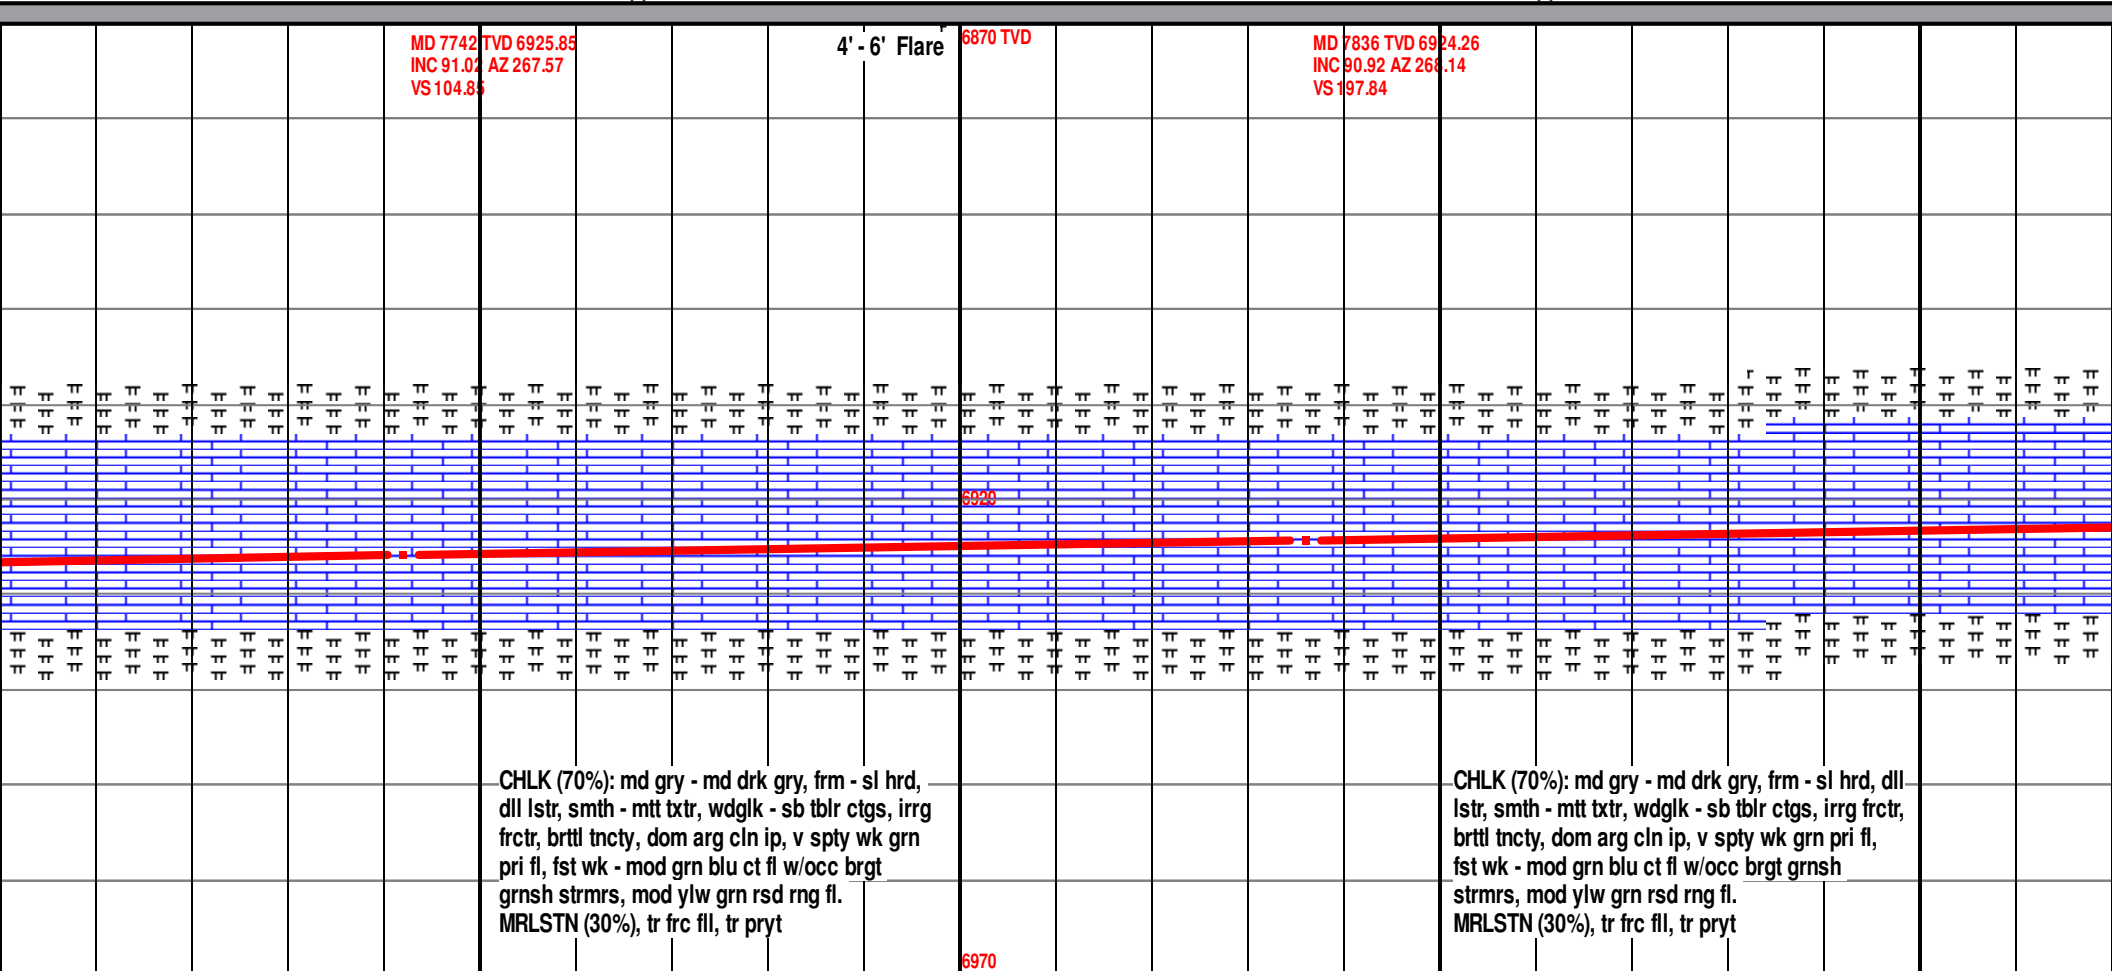 MD 7742 TVD 6925.85
INC 91.02 AZ 267.57
VS 104.85
4' - 6' Flare
6870 TVD
MD 7836 TVD 6924.26
INC 90.92 AZ 268.14
VS 197.84
6920
CHLK (70%): md gry - md drk gry, frm - sl hrd,
dll lstr, smth - mtt txtr, wdglk - sb tblr ctgs, irrg
frctr, brttl tncty, dom arg cln ip, v spty wk grn
pri fl, fst wk - mod grn blu ct fl w/occ brgt
grnsh strmrs, mod ylw grn rsd rng fl.
MRLSTN (30%), tr frc fll, tr pryt
CHLK (70%): md gry - md drk gry, frm - sl hrd, dll
lstr, smth - mtt txtr, wdglk - sb tblr ctgs, irrg frctr,
brttl tncty, dom arg cln ip, v spty wk grn pri fl,
fst wk - mod grn blu ct fl w/occ brgt grnsh
strmrs, mod ylw grn rsd rng fl.
MRLSTN (30%), tr frc fll, tr pryt
6970